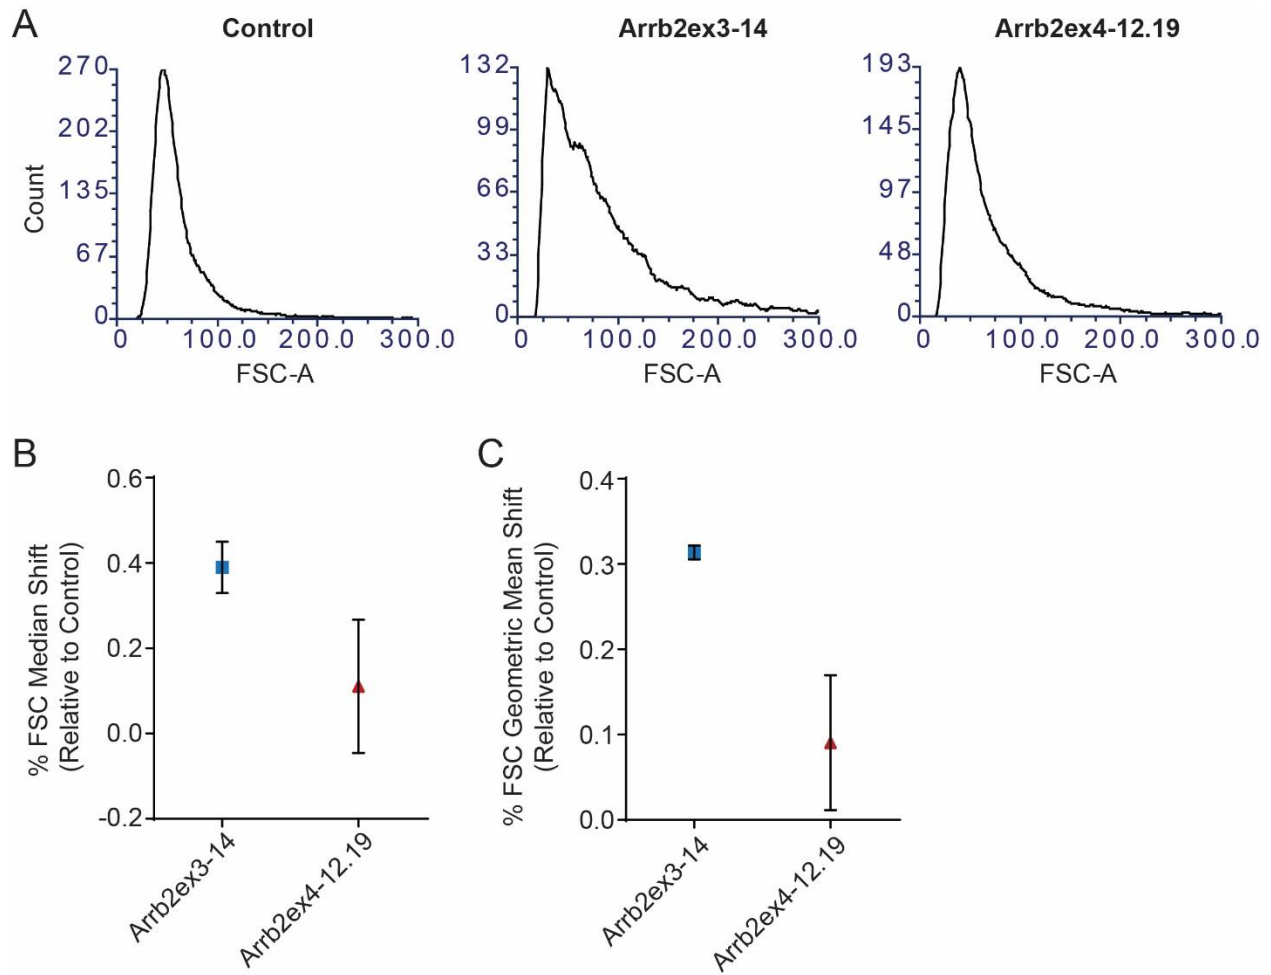 A
Control
Arrb2ex3-14
Arrb2ex4-12.19
270
202
135
67
0
Count
0 100.0 200.0 300.0
FSC-A
132
99
66
33
0
0 100.0 200.0 300.0
FSC-A
193
145
97
48
0
0 100.0 200.0 300.0
FSC-A
B
% FSC Median Shift
(Relative to Control)
0.6
0.4
0.2
0.0
-0.2
Arrb2ex3-14
Arrb2ex4-12.19
C
% FSC Geometric Mean Shift
(Relative to Control)
0.4
0.3
0.2
0.1
0.0
Arrb2ex3-14
Arrb2ex4-12.19